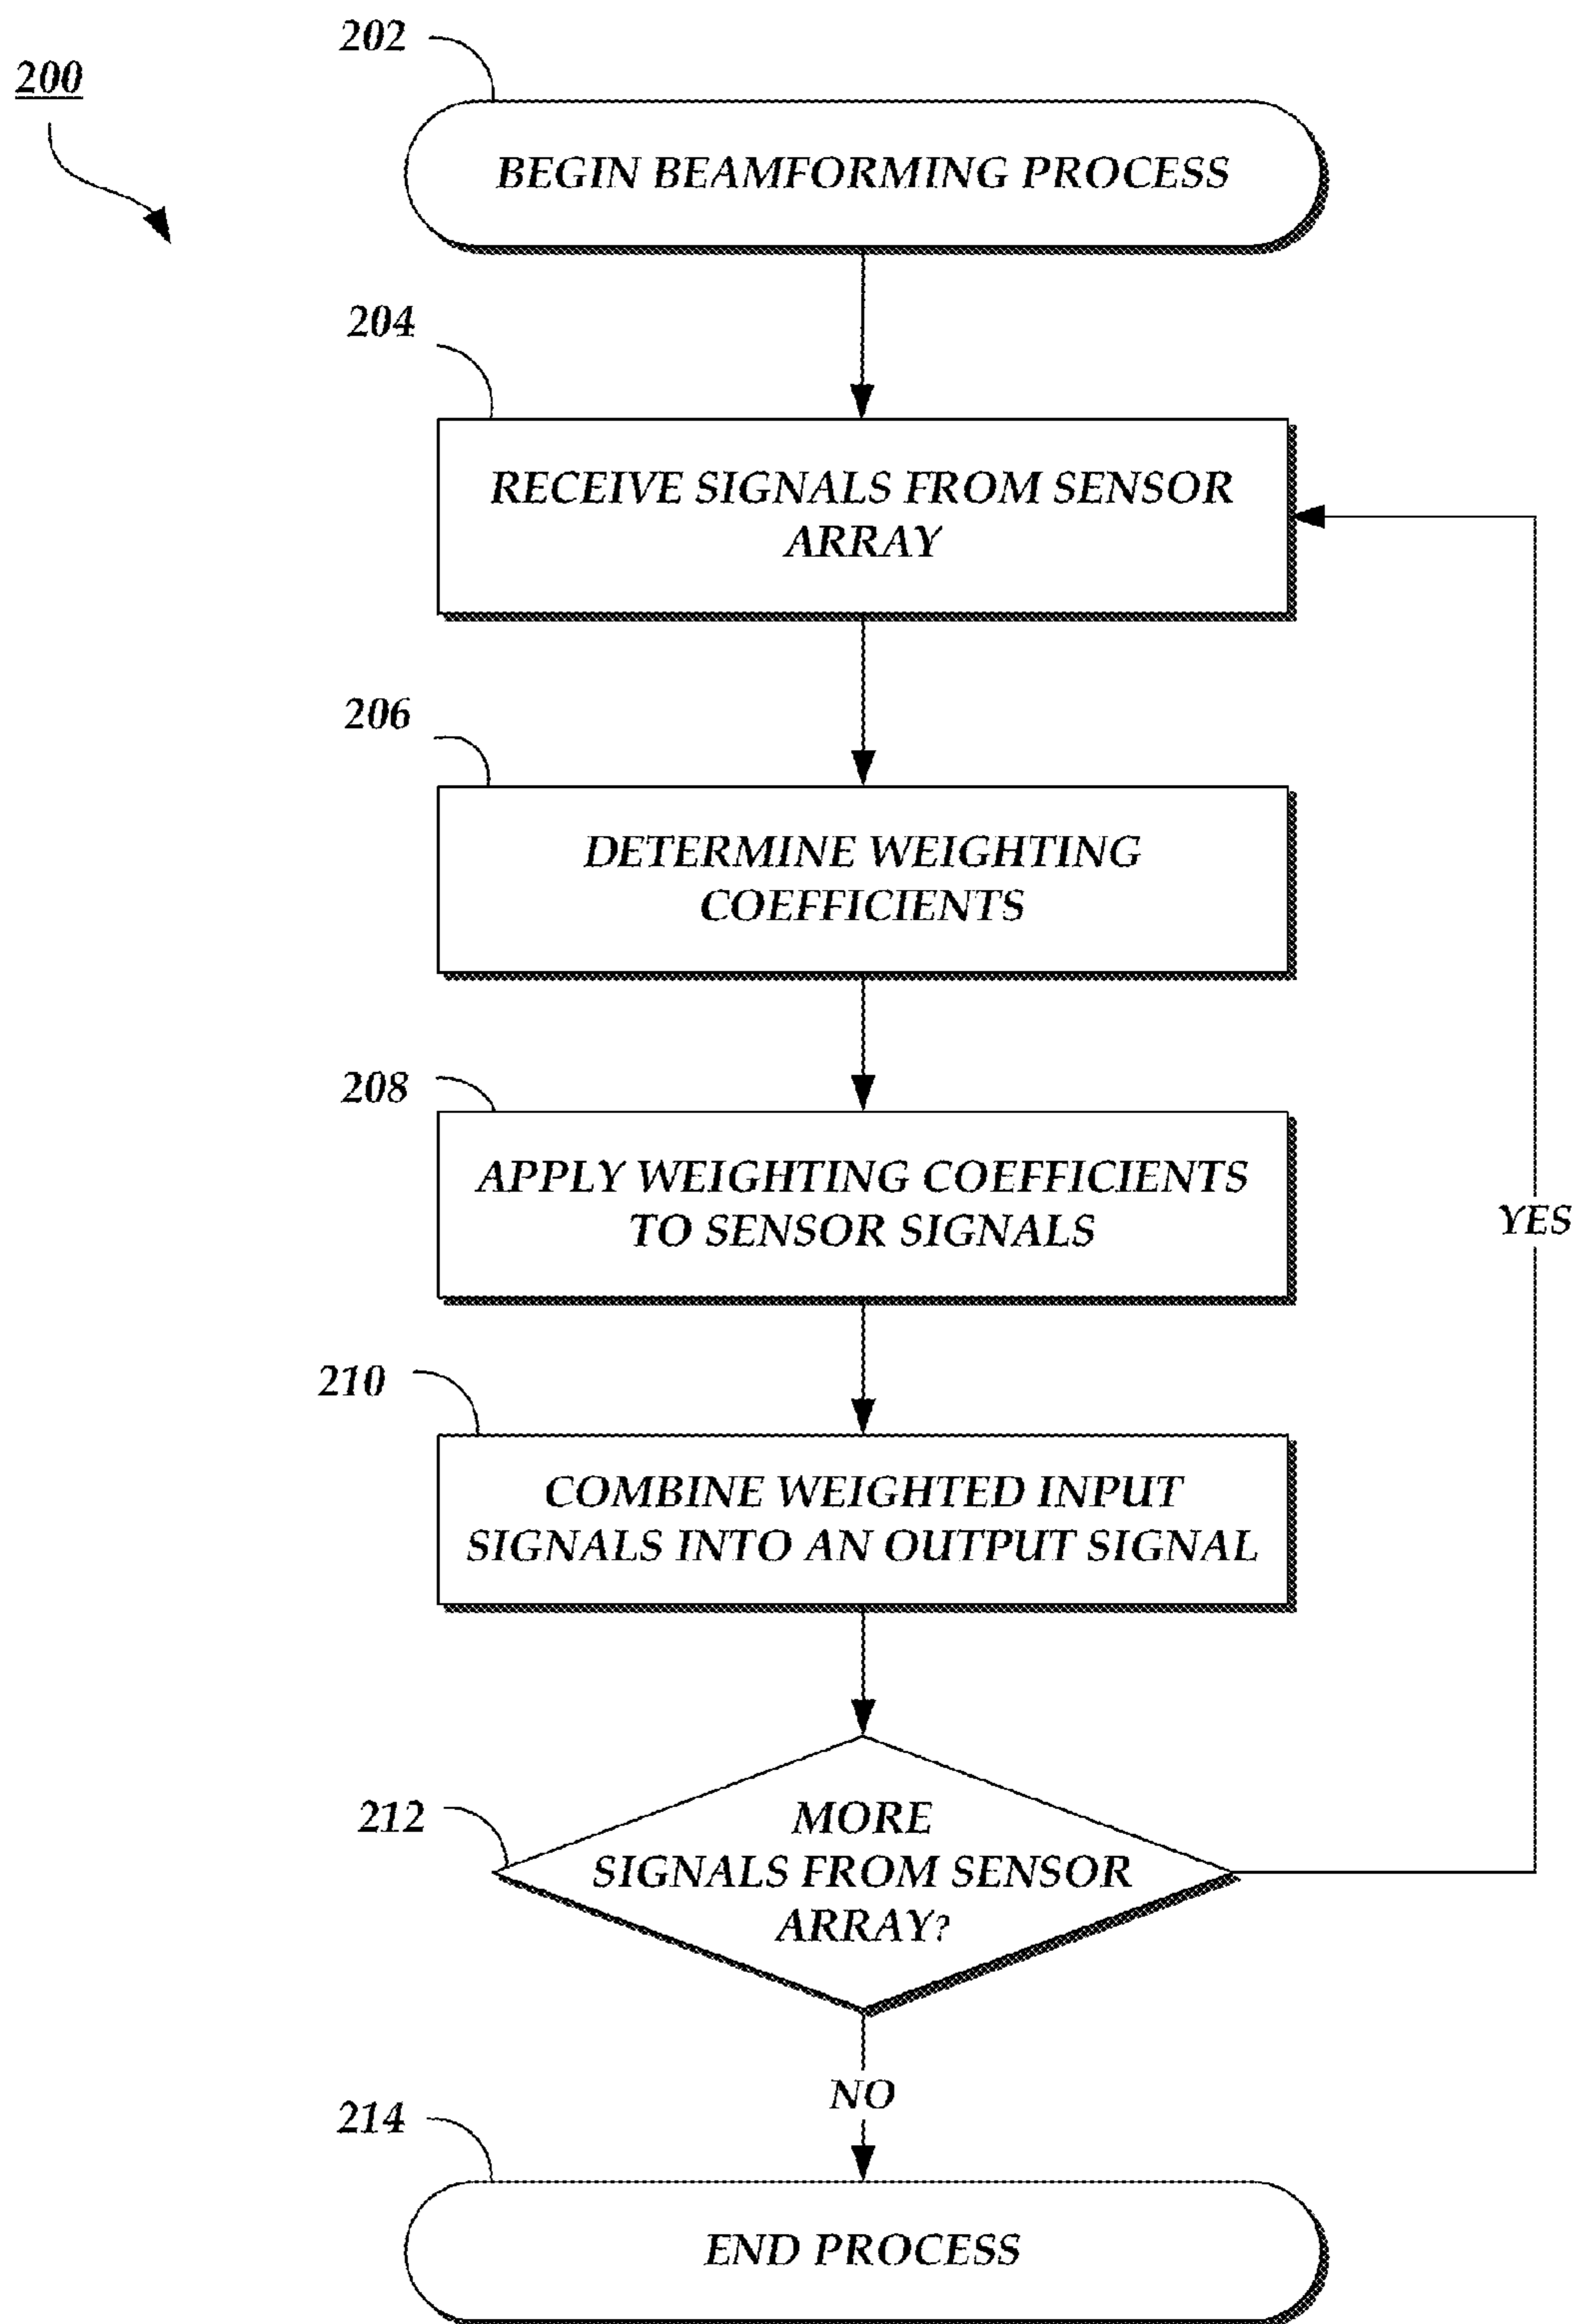 202
200
BEGIN BEAMFORMING PROCESS
204
RECEIVE SIGNALS FROM SENSOR
ARRAY
206
DETERMINE WEIGHTING
COEFFICIENTS
208
APPLY WEIGHTING COEFFICIENTS
TO SENSOR SIGNALS
YES
210
COMBINE WEIGHTED INPUT
SIGNALS INTO AN OUTPUT SIGNAL
212
MORE
SIGNALS FROM SENSOR
ARRAY?
NO
214
END PROCESS